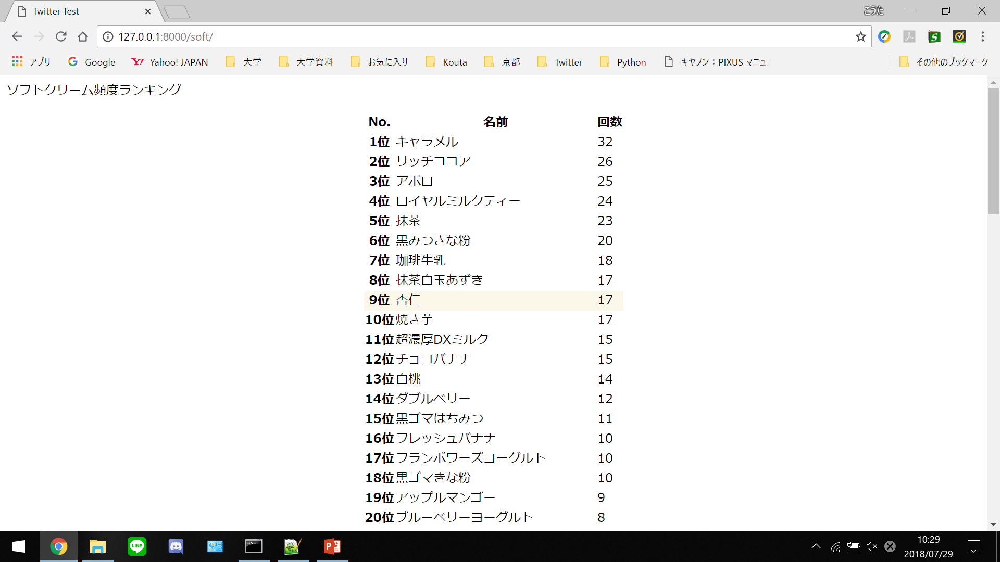 Twitter Test
こうた
127.0.0.1:8000/soft/
アプリ Google Yahoo! JAPAN 大学 大学資料 お気に入り Kouta 京都 Twitter Python キヤノン：PIXUS マニュ その他のブックマーク
ソフトクリーム頻度ランキング
No. 名前 回数
1位 キャラメル 32
2位 リッチココア 26
3位 アポロ 25
4位 ロイヤルミルクティー 24
5位 抹茶 23
6位 黒みつきな粉 20
7位 珈琲牛乳 18
8位 抹茶白玉あずき 17
9位 杏仁 17
10位 焼き芋 17
11位 超濃厚DXミルク 15
12位 チョコバナナ 15
13位 白桃 14
14位 ダブルベリー 12
15位 黒ゴマはちみつ 11
16位 フレッシュバナナ 10
17位 フランボワーズヨーグルト 10
18位 黒ゴマきな粉 10
19位 アップルマンゴー 9
20位 ブルーベリーヨーグルト 8
LINE
10:29
2018/07/29